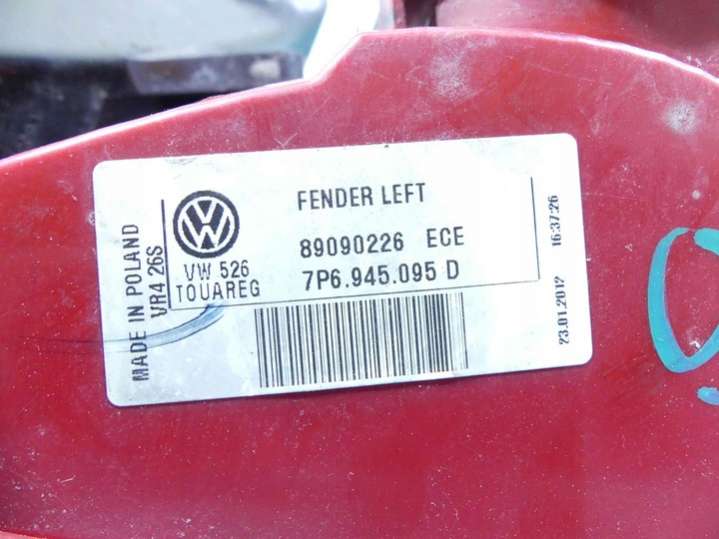 MADE IN POLAND
VR4 26S
VW 526
TOUAREG
FENDER LEFT
89090226 ECE
7P6.945.095 D
23.01.2012 16:37:26